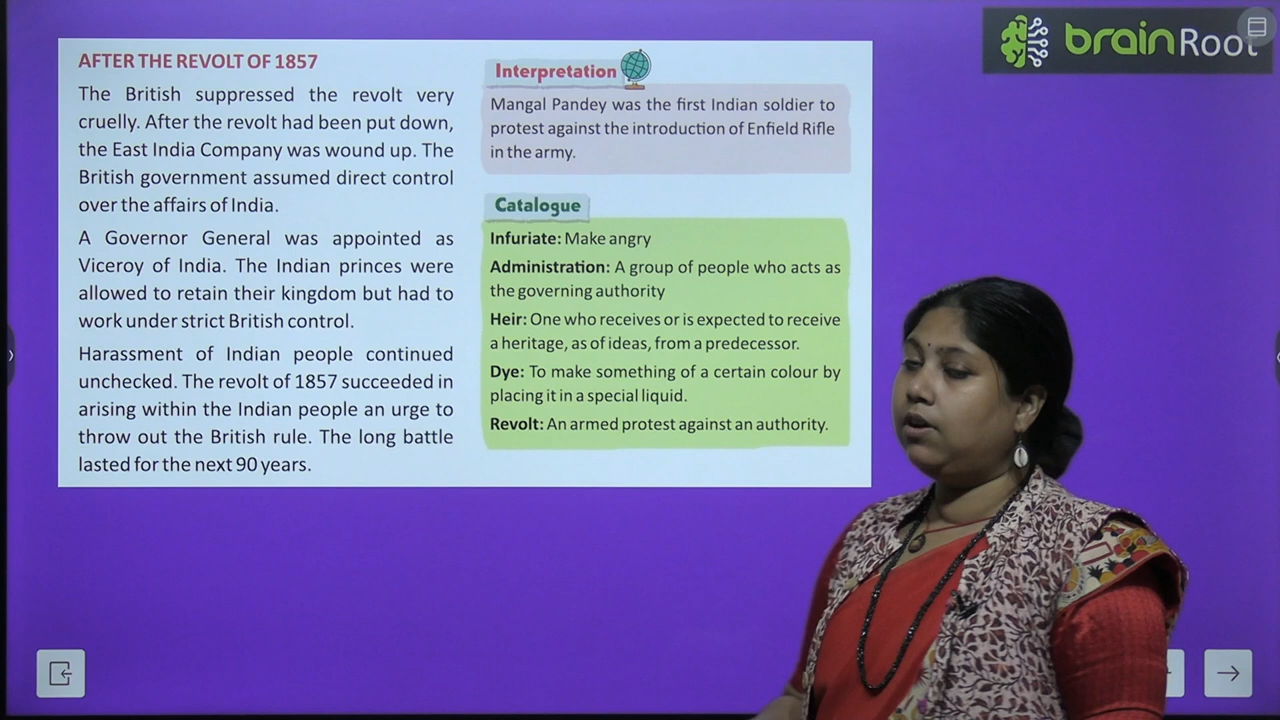 AFTER THE REVOLT OF 1857
The British suppressed the revolt very
cruelly. After the revolt had been put down,
the East India Company was wound up. The
British government assumed direct control
over the affairs of India.
A Governor General was appointed as
Viceroy of India. The Indian princes were
allowed to retain their kingdom but had to
work under strict British control.
Harassment of Indian people continued
unchecked. The revolt of 1857 succeeded in
arising within the Indian people an urge to
throw out the British rule. The long battle
lasted for the next 90 years.
Interpretation
Mangal Pandey was the first Indian soldier to
protest against the introduction of Enfield Rifle
in the army.
Catalogue
Infuriate: Make angry
Administration: A group of people who acts as
the governing authority
Heir: One who receives or is expected to receive
a heritage, as of ideas, from a predecessor.
Dye: To make something of a certain colour by
placing it in a special liquid.
Revolt: An armed protest against an authority.
brainRoot